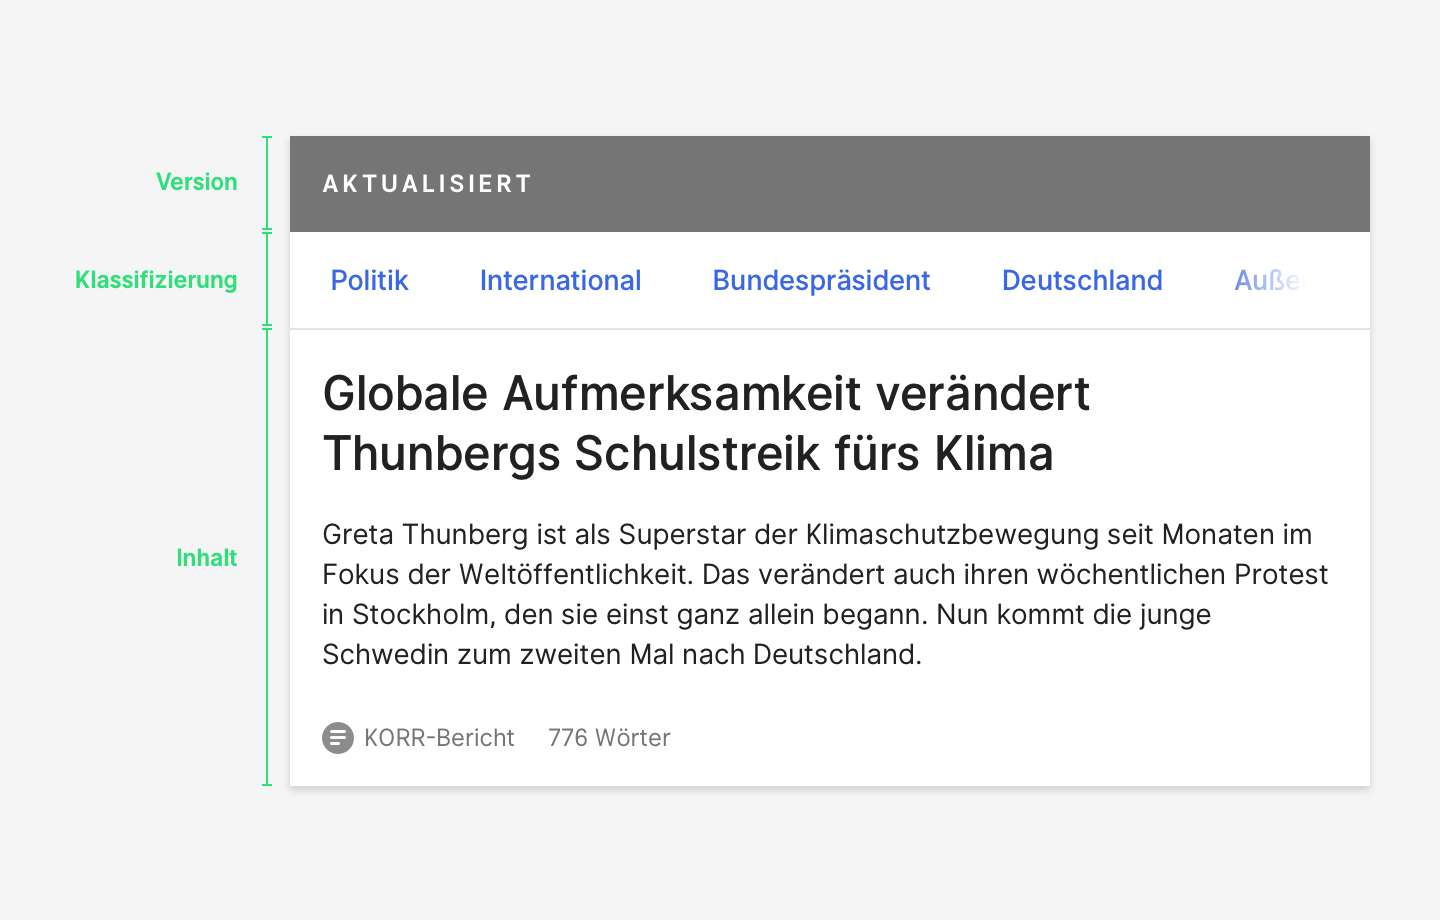 Version
AKTUALISIERT
Klassifizierung
Politik International Bundespräsident Deutschland
Globale Aufmerksamkeit verändert
Thunbergs Schulstreik fürs Klima
Inhalt
Greta Thunberg ist als Superstar der Klimaschutzbewegung seit Monaten im
Fokus der Weltöffentlichkeit. Das verändert auch ihren wöchentlichen Protest
in Stockholm, den sie einst ganz allein begann. Nun kommt die junge
Schwedin zum zweiten Mal nach Deutschland.
KORR-Bericht 776 Wörter